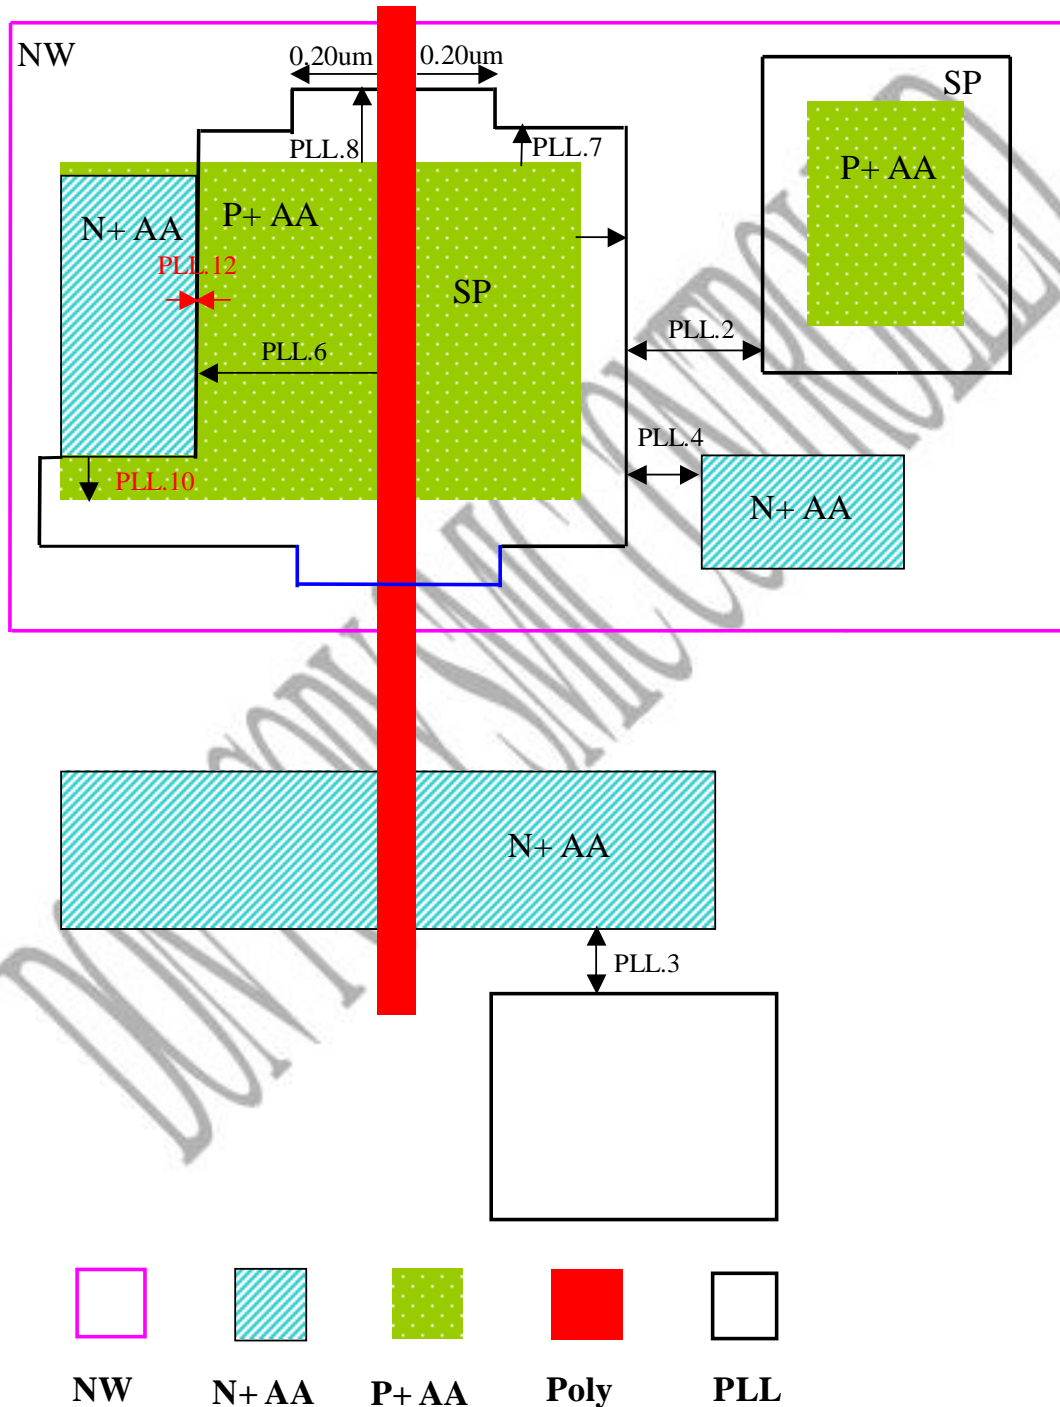 NW
0.20um 0.20um
SP
PLL.8
PLL.7
P+ AA
N+ AA
P+ AA
PLL.12
SP
PLL.2
PLL.6
PLL.4
PLL.10
N+ AA
N+ AA
PLL.3
NW N+ AA P+ AA Poly PLL